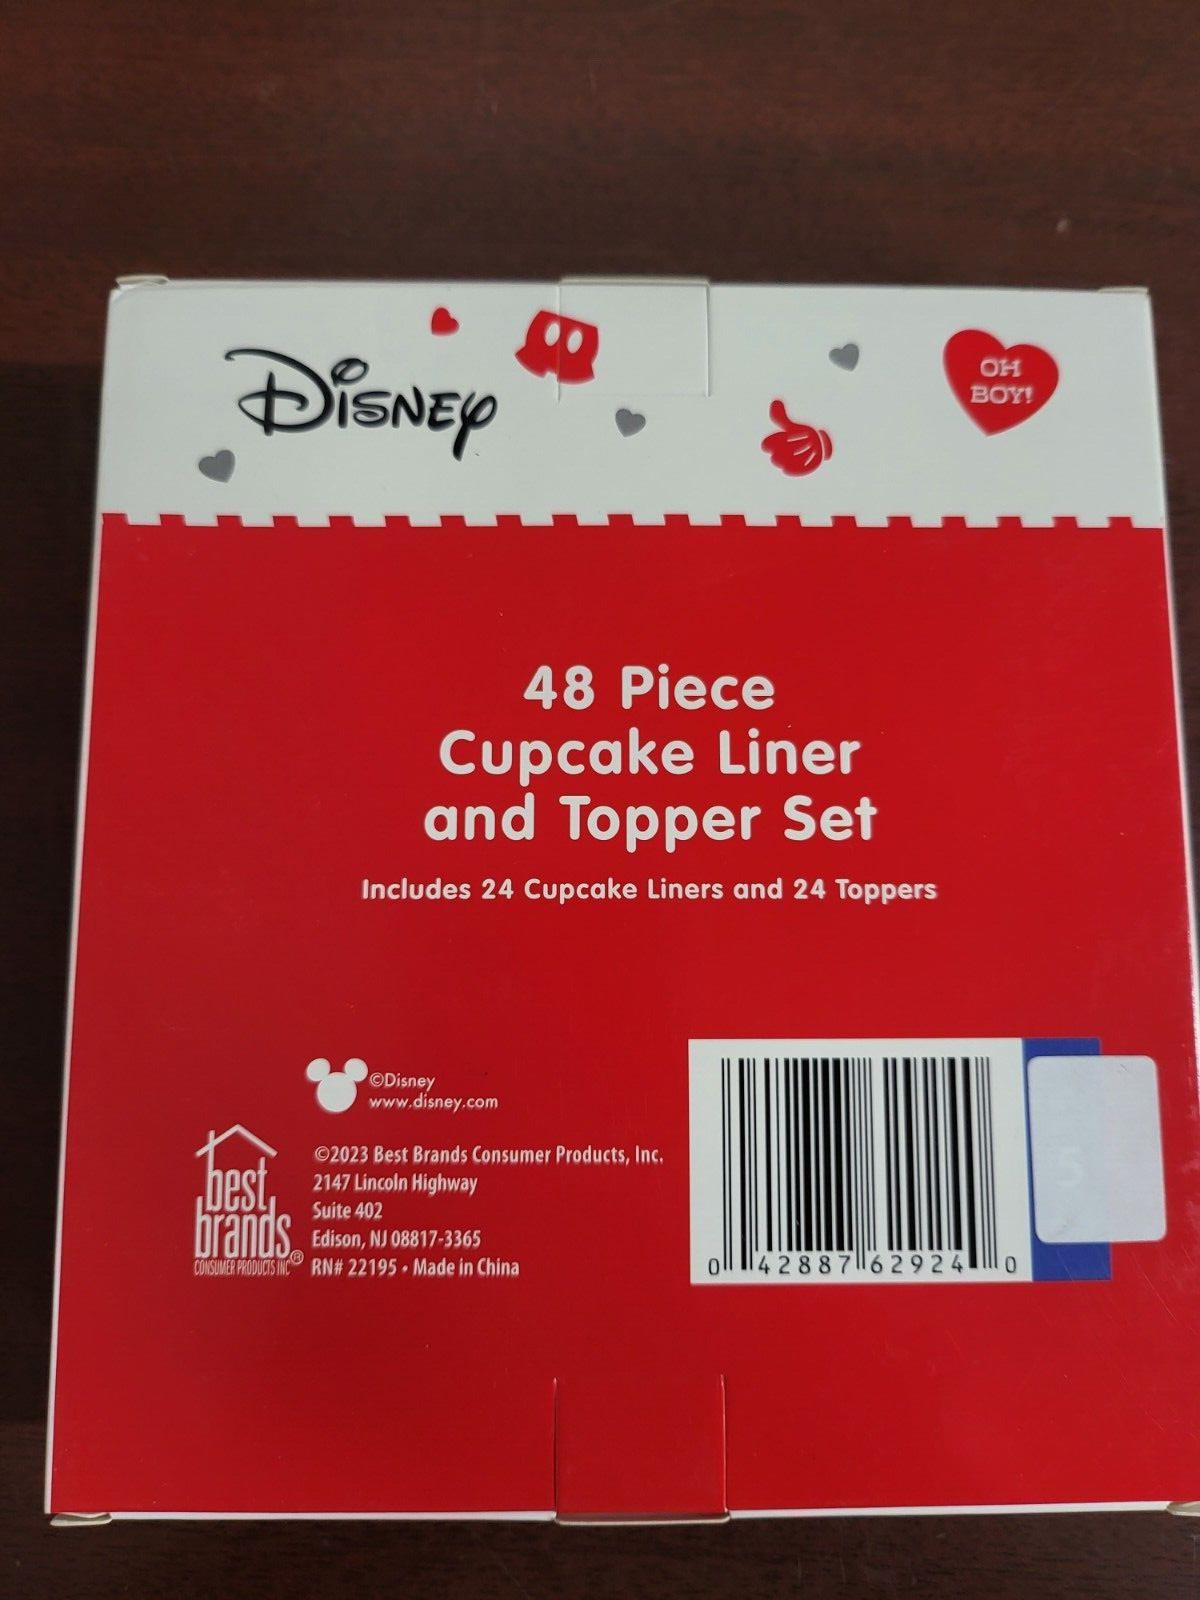 Disney
OH
BOY!
48 Piece
Cupcake Liner
and Topper Set
Includes 24 Cupcake Liners and 24 Toppers
©Disney
www.disney.com
best
brands®
CONSUMER PRODUCTS INC
©2023 Best Brands Consumer Products, Inc.
2147 Lincoln Highway
Suite 402
Edison, NJ 08817-3365
RN# 22195 • Made in China
0 42887 62924 0
5